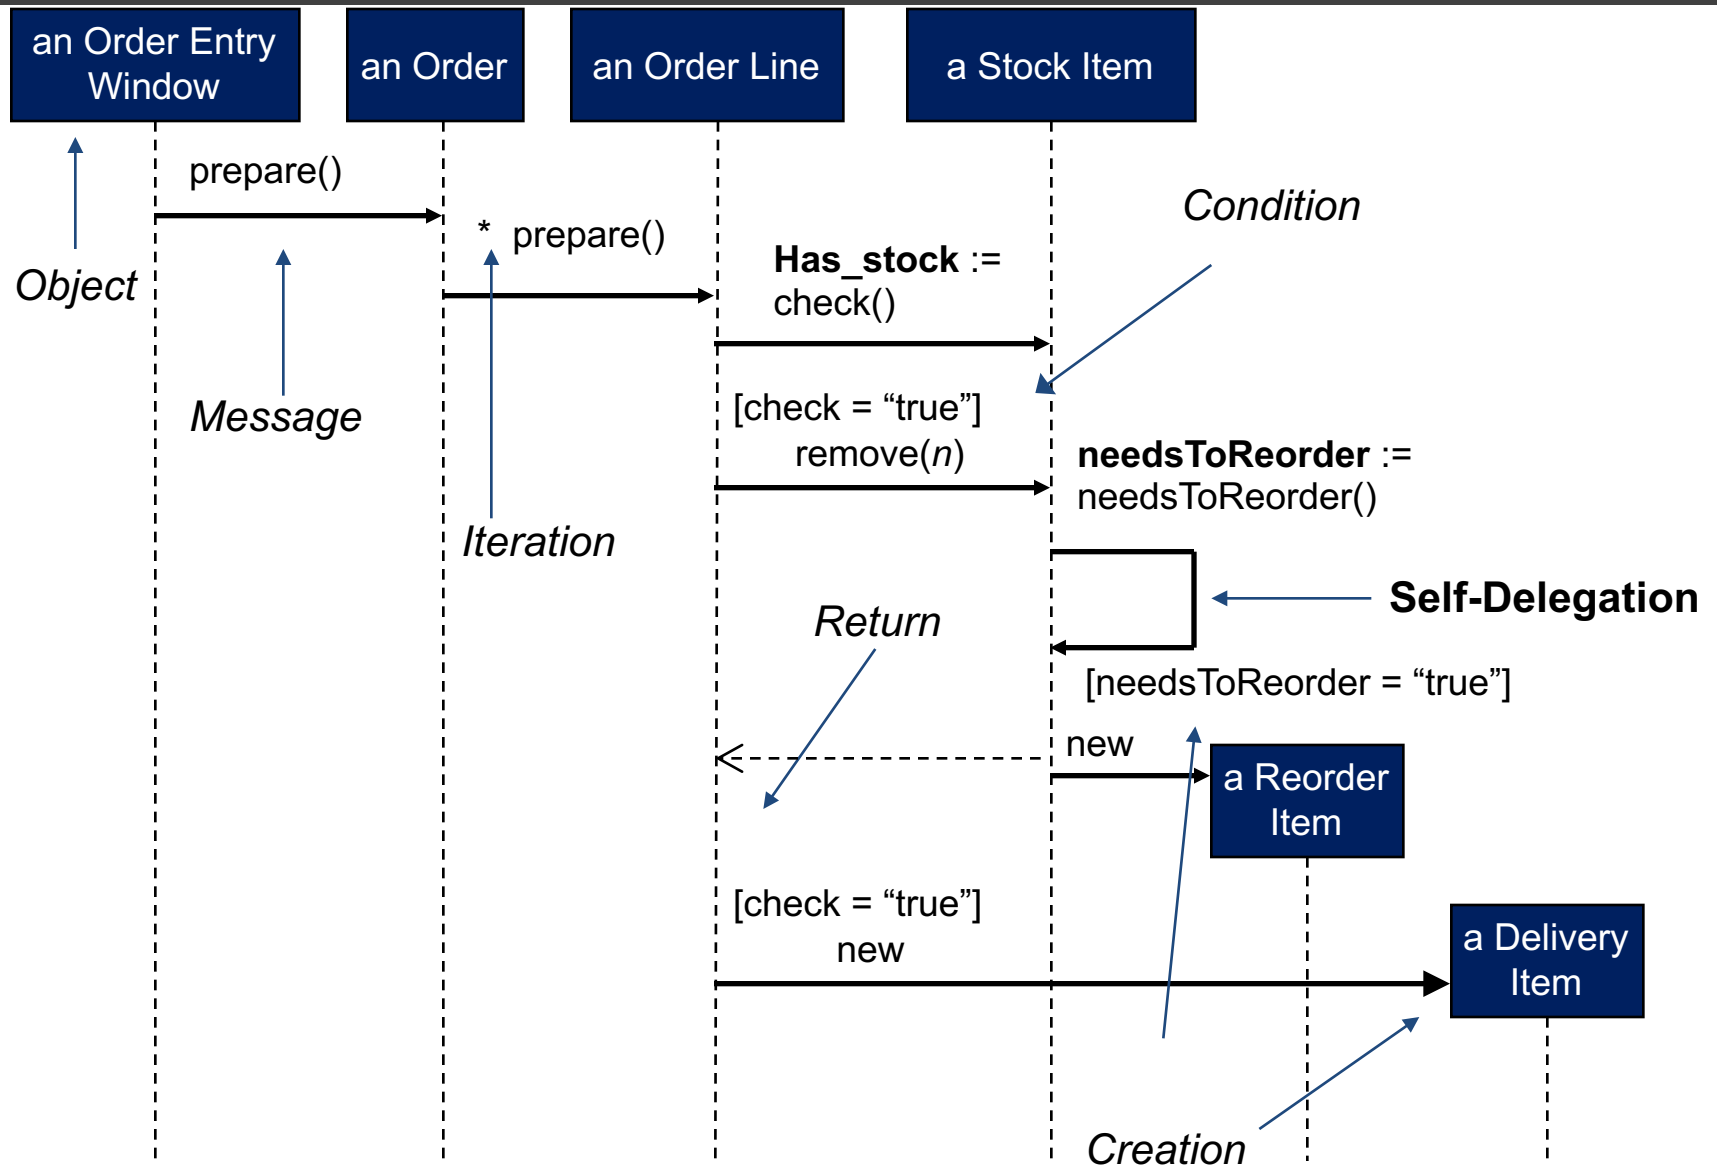 an Order Entry
Window
an Order
an Order Line
a Stock Item
prepare()
Condition
* prepare()
Has_stock :=
check()
Object
Message
[check = “true”]
remove(n)
needsToReorder :=
needsToReorder()
Iteration
Self-Delegation
Return
[needsToReorder = “true”]
new
a Reorder
Item
[check = “true”]
new
a Delivery
Item
Creation